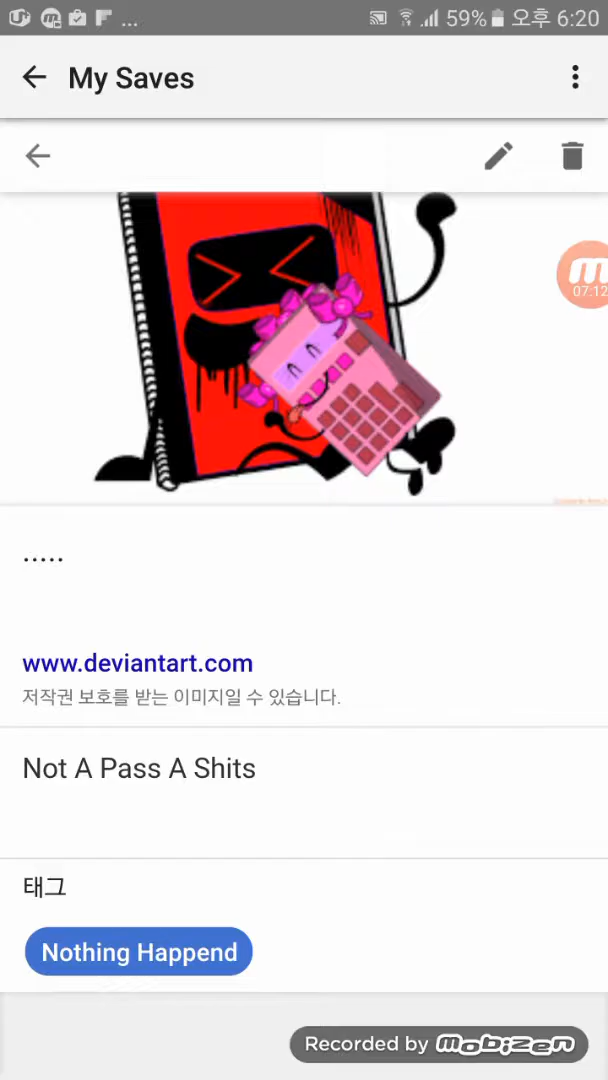 59% 오후 6:20
My Saves
07:12
.....
www.deviantart.com
저작권 보호를 받는 이미지일 수 있습니다.
Not A Pass A Shits
태그
Nothing Happend
Recorded by mobizen